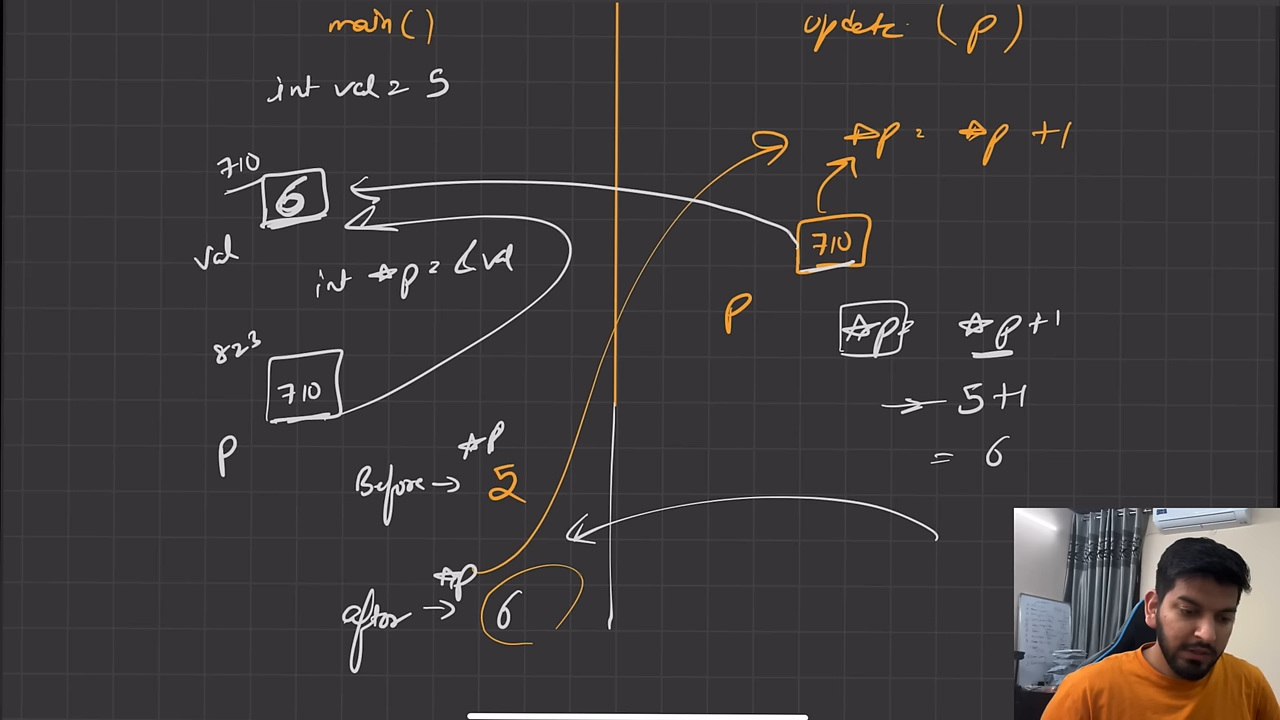 main()
int val = 5
710
6
val
int *p = &val
823
710
p
*p
Before → 5
*p
after → 6
update (p)
*p = *p +1
710
p
*p = *p+1
→ 5+1
= 6